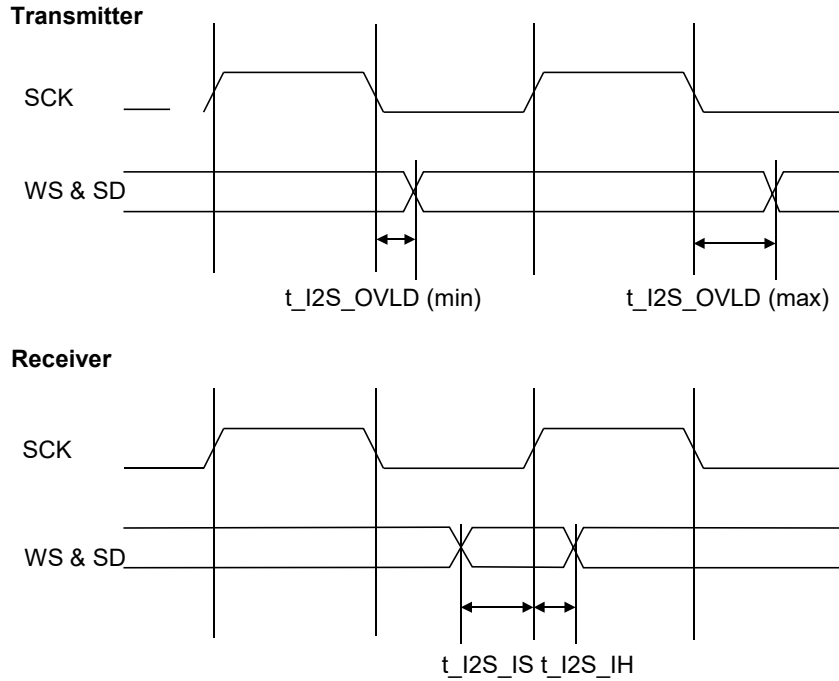 Transmitter
SCK
WS & SD
t_I2S_OVLD (min) t_I2S_OVLD (max)
Receiver
SCK
WS & SD
t_I2S_IS t_I2S_IH